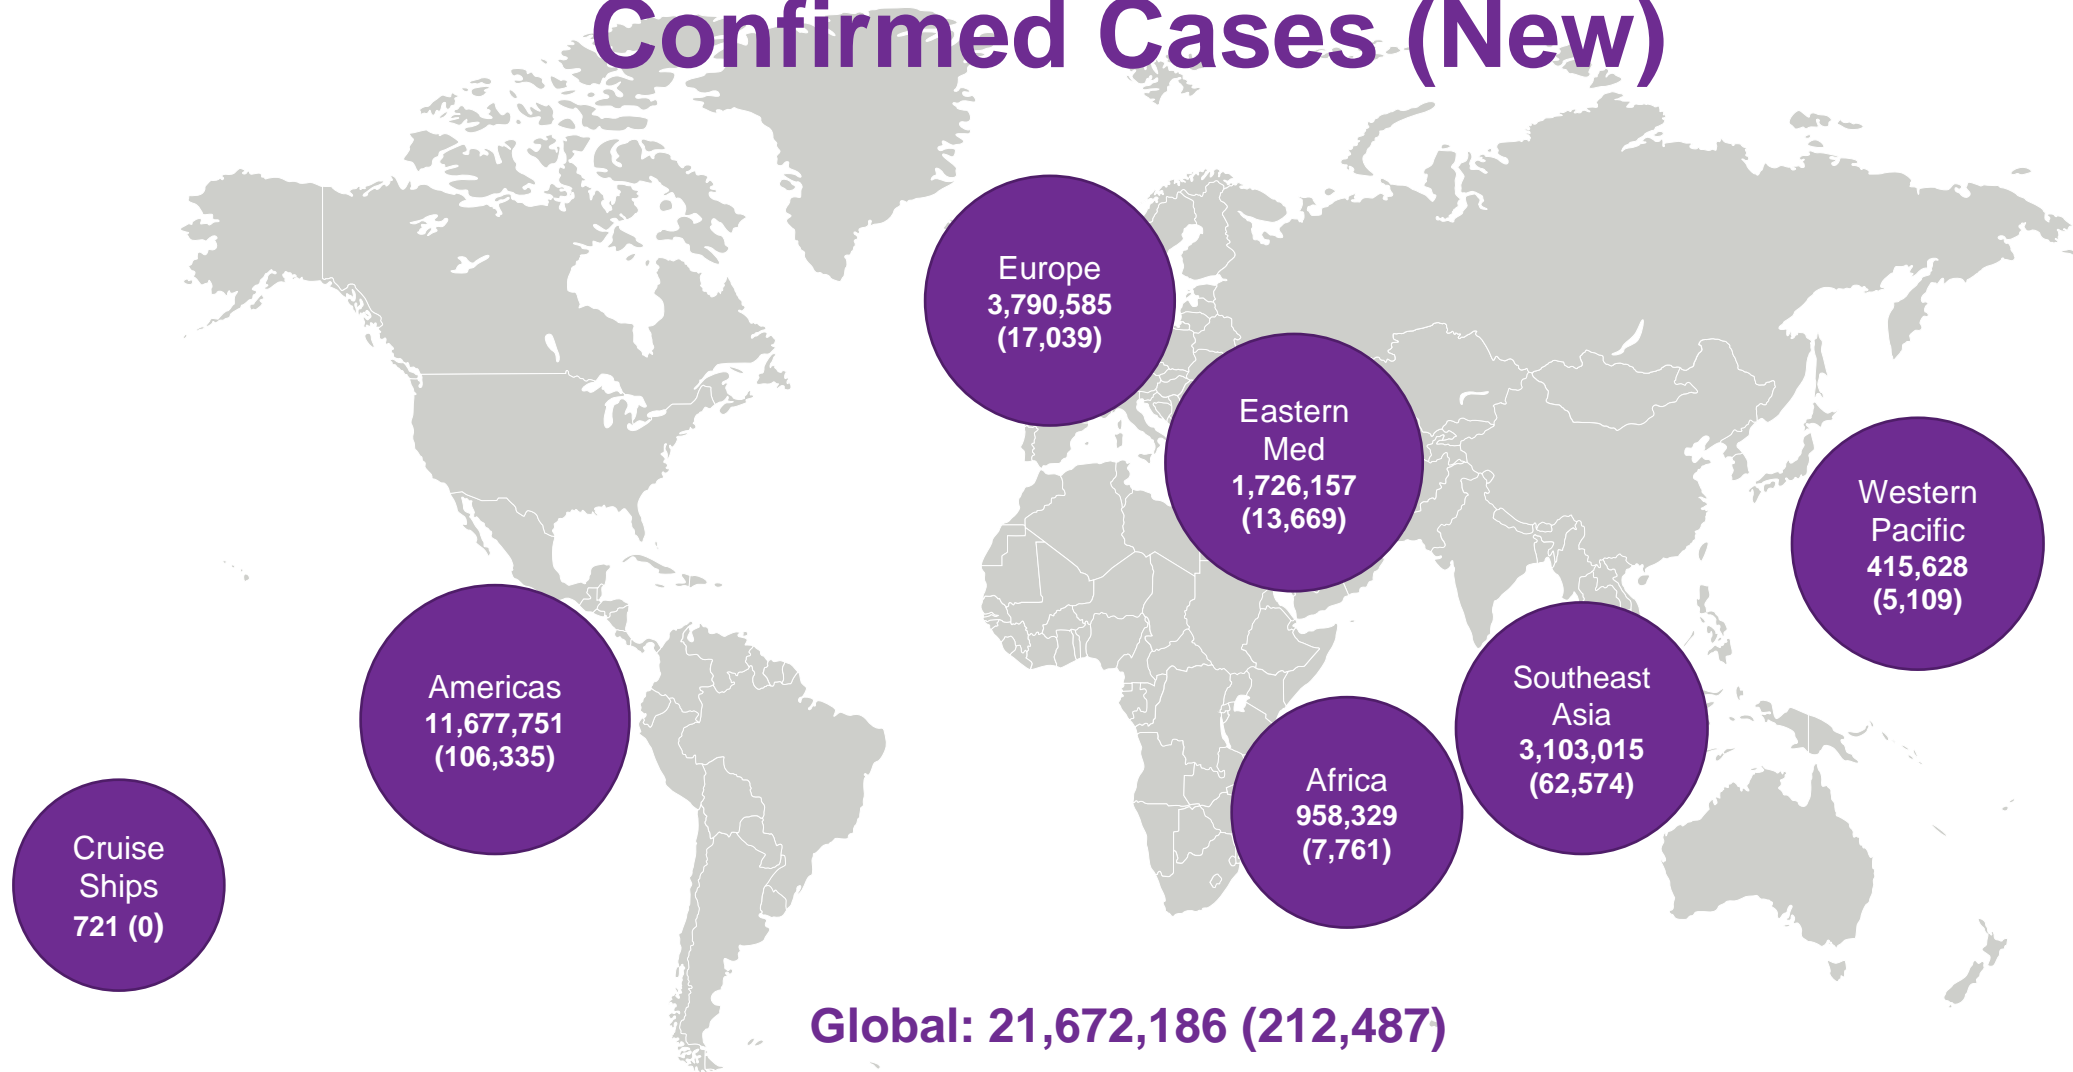 Confirmed Cases (New)
Europe
3,790,585
(17,039)
Eastern
Med
1,726,157
(13,669)
Western
Pacific
415,628
(5,109)
Americas
11,677,751
(106,335)
Southeast
Asia
3,103,015
(62,574)
Africa
958,329
(7,761)
Cruise
Ships
721 (0)
Global: 21,672,186 (212,487)